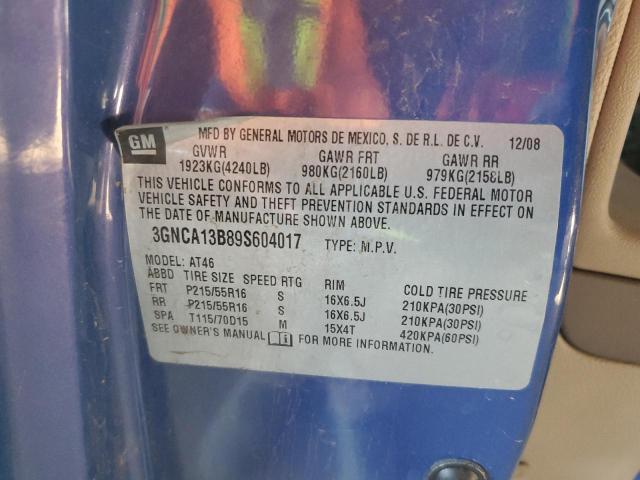 GM
MFD BY GENERAL MOTORS DE MEXICO, S. DE R.L. DE C.V. 12/08
GVWR GAWR FRT GAWR RR
1923KG(4240LB) 980KG(2160LB) 979KG(2158LB)
THIS VEHICLE CONFORMS TO ALL APPLICABLE U.S. FEDERAL MOTOR
VEHICLE SAFETY AND THEFT PREVENTION STANDARDS IN EFFECT ON
THE DATE OF MANUFACTURE SHOWN ABOVE.
3GNCA13B89S604017 TYPE: M.P.V.
MODEL: AT46
ABBD TIRE SIZE SPEED RTG RIM COLD TIRE PRESSURE
FRT P215/55R16 S 16X6.5J 210KPA(30PSI)
RR P215/55R16 S 16X6.5J 210KPA(30PSI)
SPA T115/70D15 M 15X4T 420KPA(60PSI)
SEE OWNER'S MANUAL FOR MORE INFORMATION.